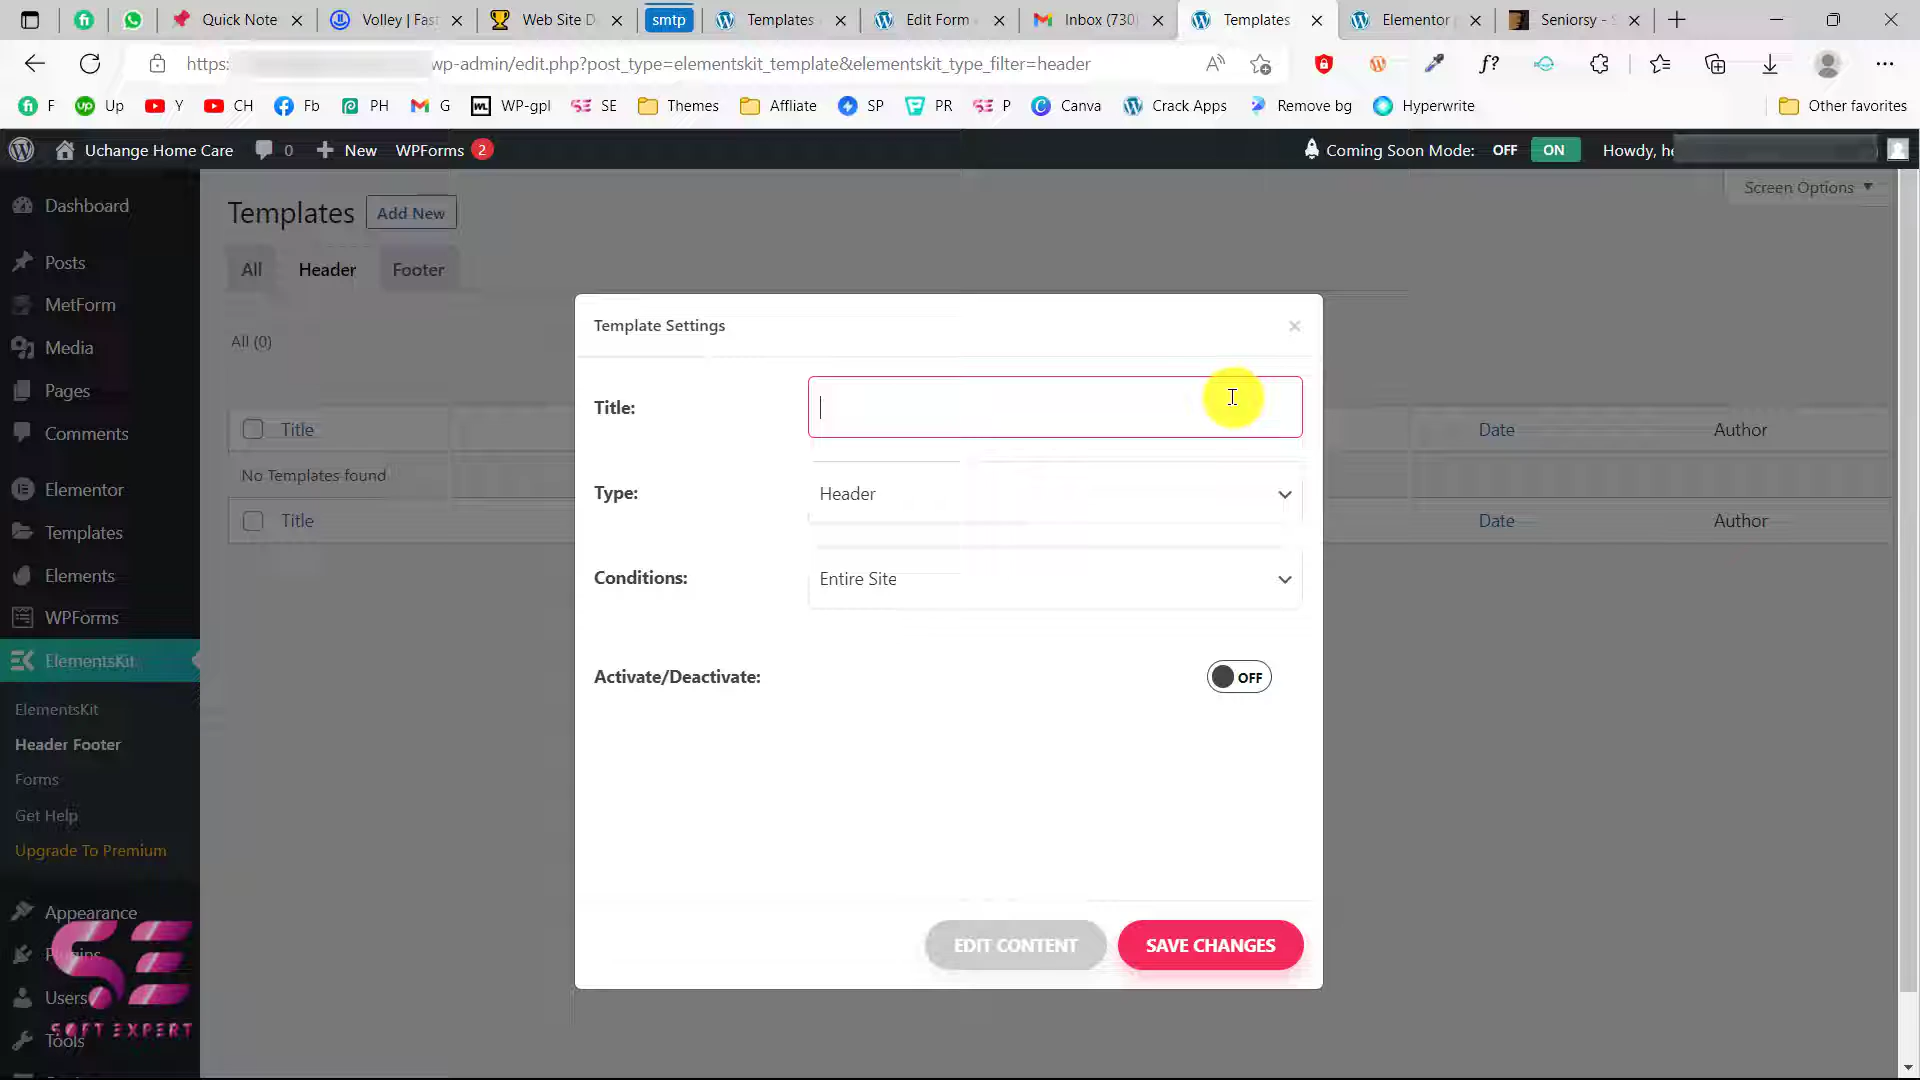 Quick Note
Volley | Fast
Web Site D
smtp
Templates
Edit Form
Inbox (730)
Templates
Elementor
Seniorsy -
https:
wp-admin/edit.php?post_type=elementskit_template&elementskit_type_filter=header
F
Up
Y
CH
Fb
PH
G
WP-gpl
SE
Themes
Affliate
SP
PR
P
Canva
Crack Apps
Remove bg
Hyperwrite
Other favorites
Uchange Home Care
0
New
WPForms
2
Coming Soon Mode:
OFF
ON
Howdy, he
Screen Options
Dashboard
Posts
MetForm
Media
Pages
Comments
Elementor
Templates
Elements
WPForms
ElementsKit
ElementsKit
Header Footer
Forms
Get Help
Upgrade To Premium
Appearance
Plugins
Users
Tools
SE
SOFT EXPERT
Templates
Add New
All
Header
Footer
All (0)
Title
Date
Author
No Templates found
Title
Date
Author
Template Settings
Title:
Type:
Header
Conditions:
Entire Site
Activate/Deactivate:
OFF
EDIT CONTENT
SAVE CHANGES